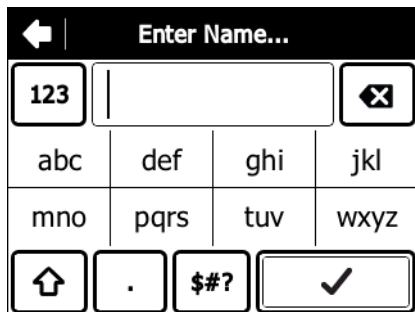 Enter Name...
123
abc def ghi jkl
mno pqrs tuv wxyz
. $#?